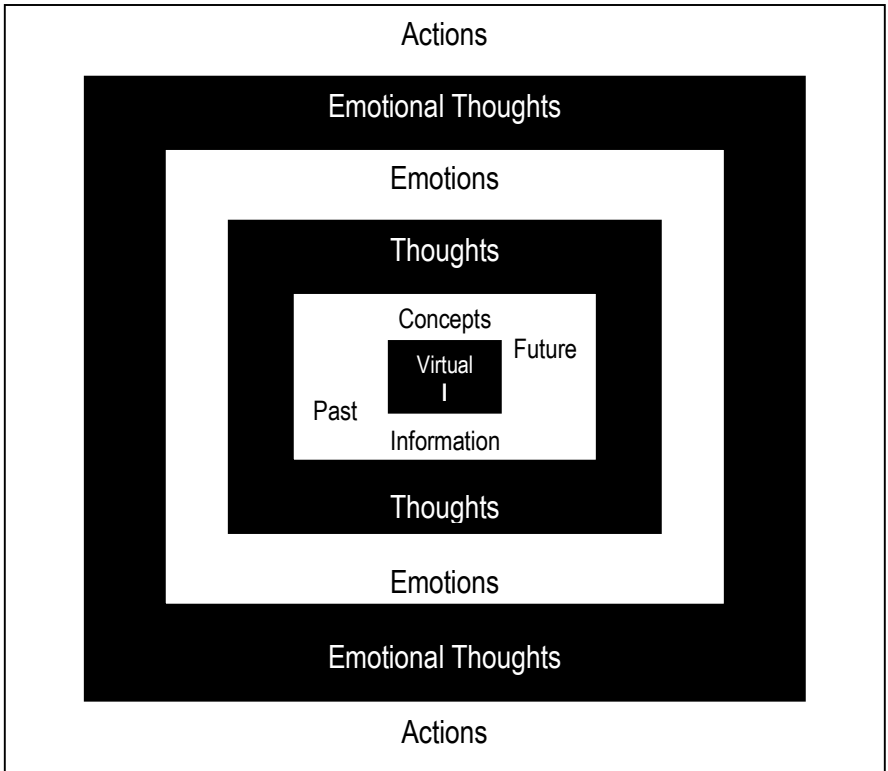 Actions
Emotional Thoughts
Emotions
Thoughts
Concepts
Future
Virtual
I
Past
Information
Thoughts
Emotions
Emotional Thoughts
Actions